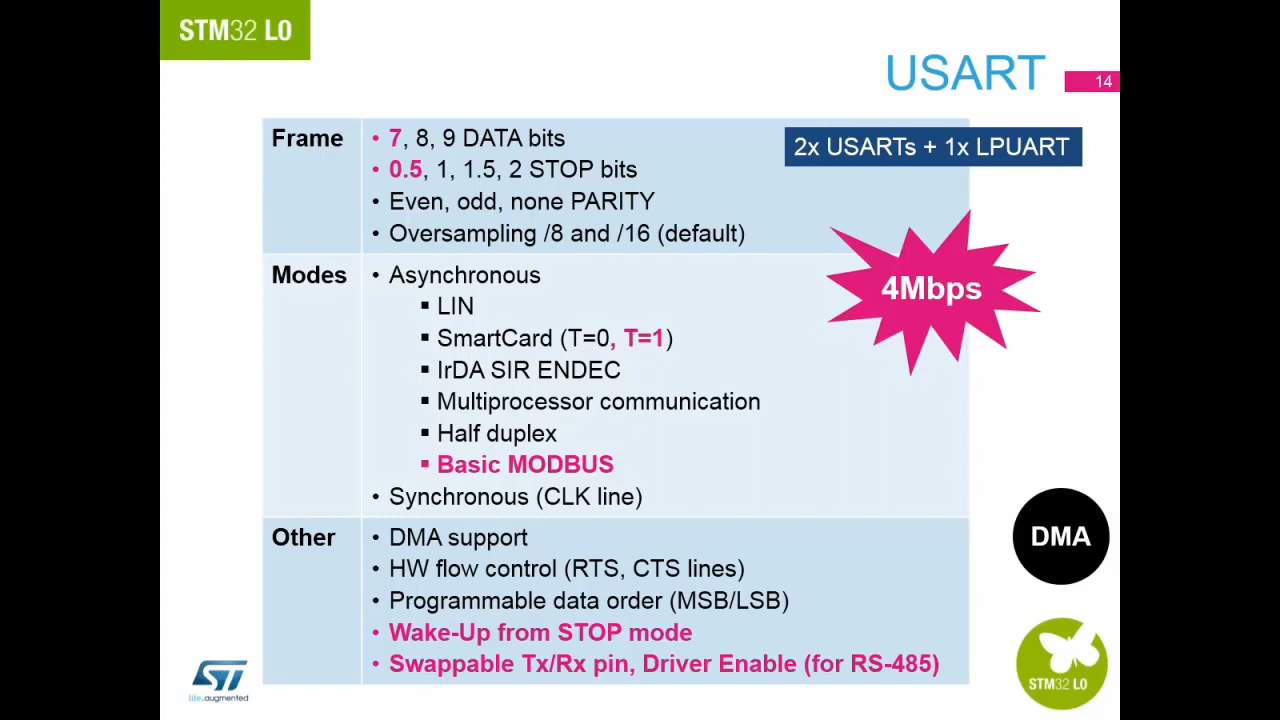 STM32 L0
USART
14
2x USARTs + 1x LPUART
Frame
• 7, 8, 9 DATA bits
• 0.5, 1, 1.5, 2 STOP bits
• Even, odd, none PARITY
• Oversampling /8 and /16 (default)
4Mbps
Modes
• Asynchronous
▪ LIN
▪ SmartCard (T=0, T=1)
▪ IrDA SIR ENDEC
▪ Multiprocessor communication
▪ Half duplex
▪ Basic MODBUS
• Synchronous (CLK line)
Other
• DMA support
• HW flow control (RTS, CTS lines)
• Programmable data order (MSB/LSB)
• Wake-Up from STOP mode
• Swappable Tx/Rx pin, Driver Enable (for RS-485)
DMA
ST
life.augmented
STM32 L0